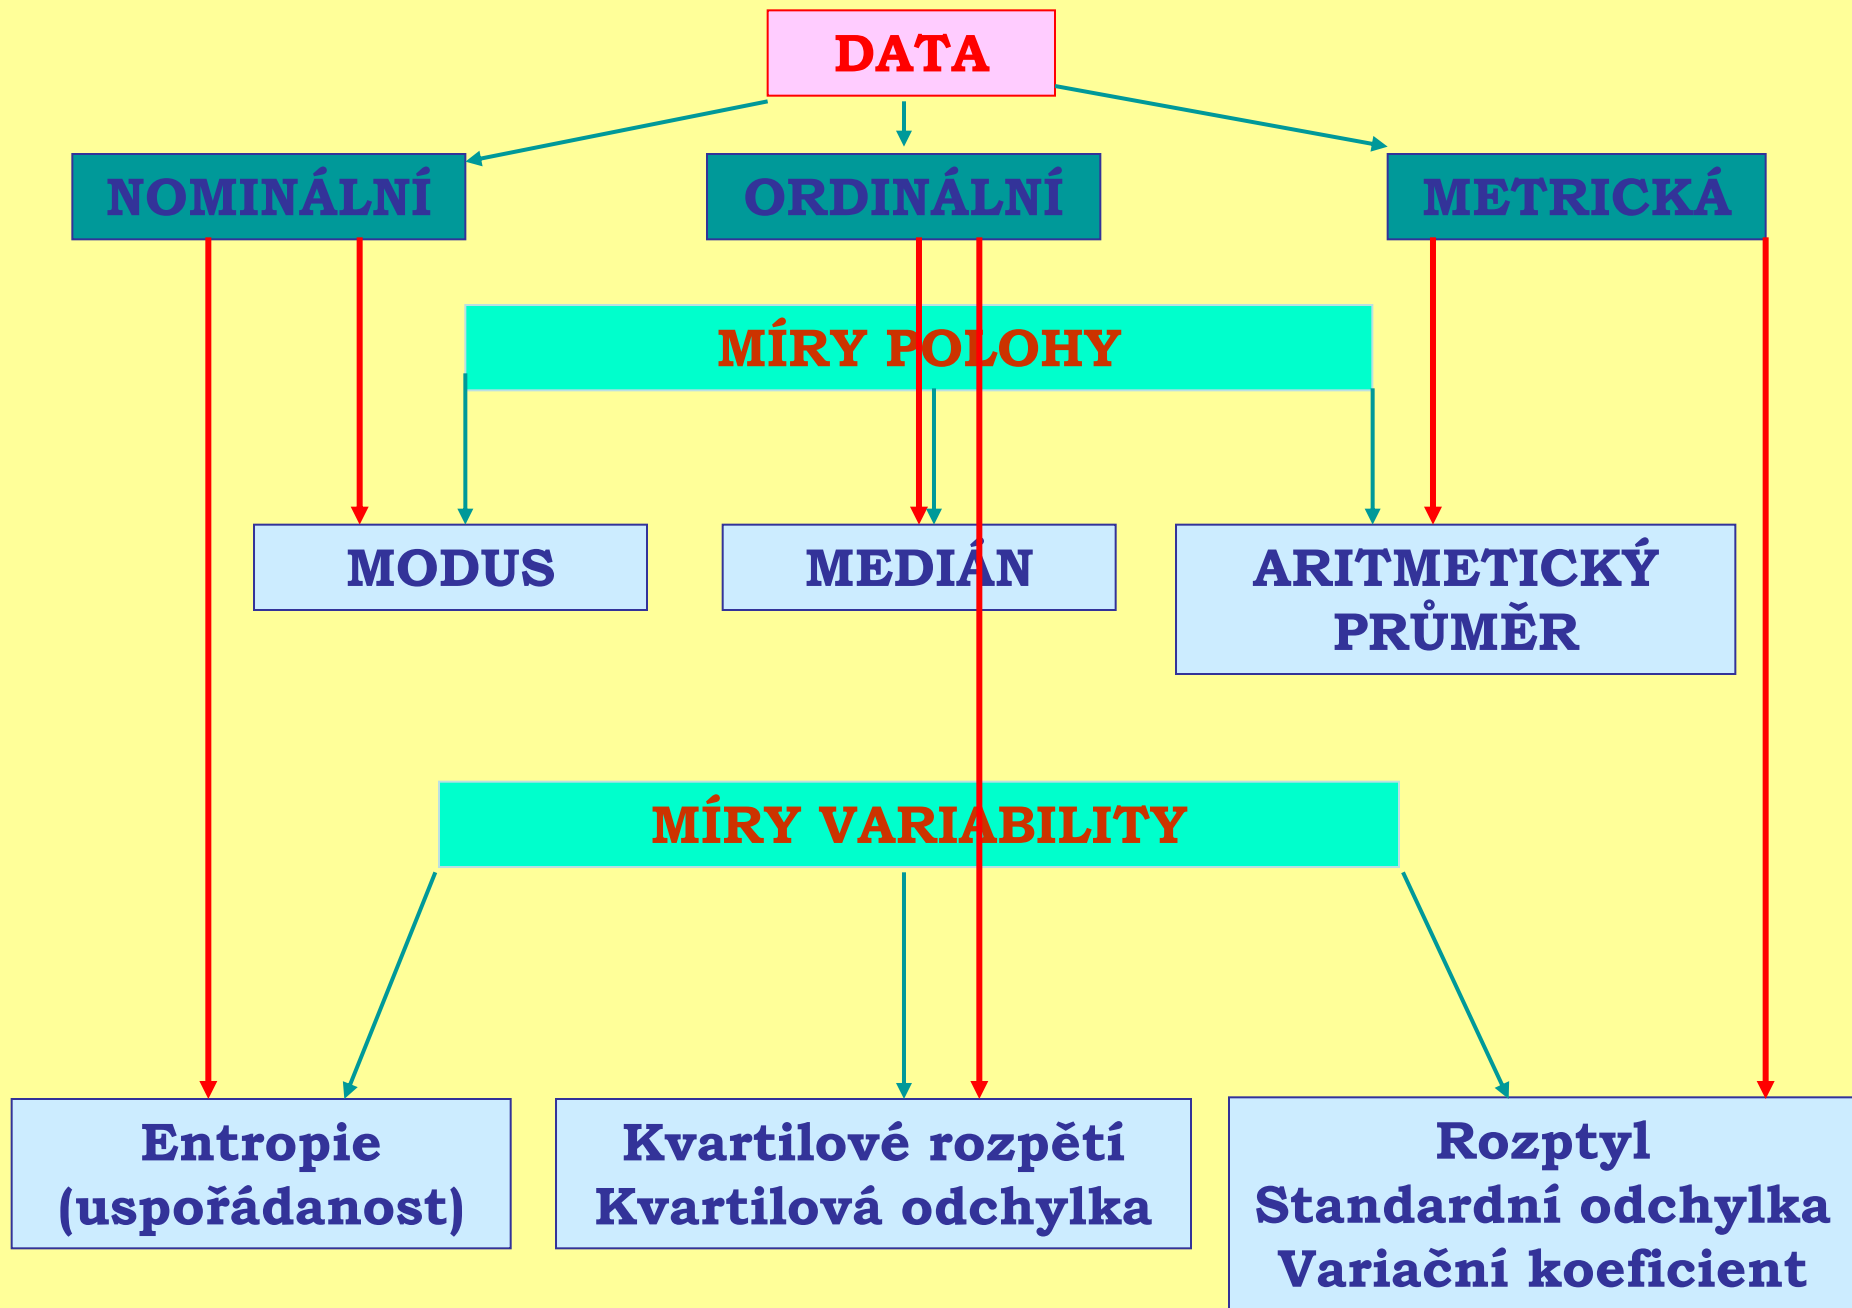 DATA
NOMINÁLNÍ
ORDINÁLNÍ
METRICKÁ
MÍRY POLOHY
MODUS
MEDIÁN
ARITMETICKÝ
PRŮMĚR
MÍRY VARIABILITY
Entropie
(uspořádanost)
Kvartilové rozpětí
Kvartilová odchylka
Rozptyl
Standardní odchylka
Variační koeficient